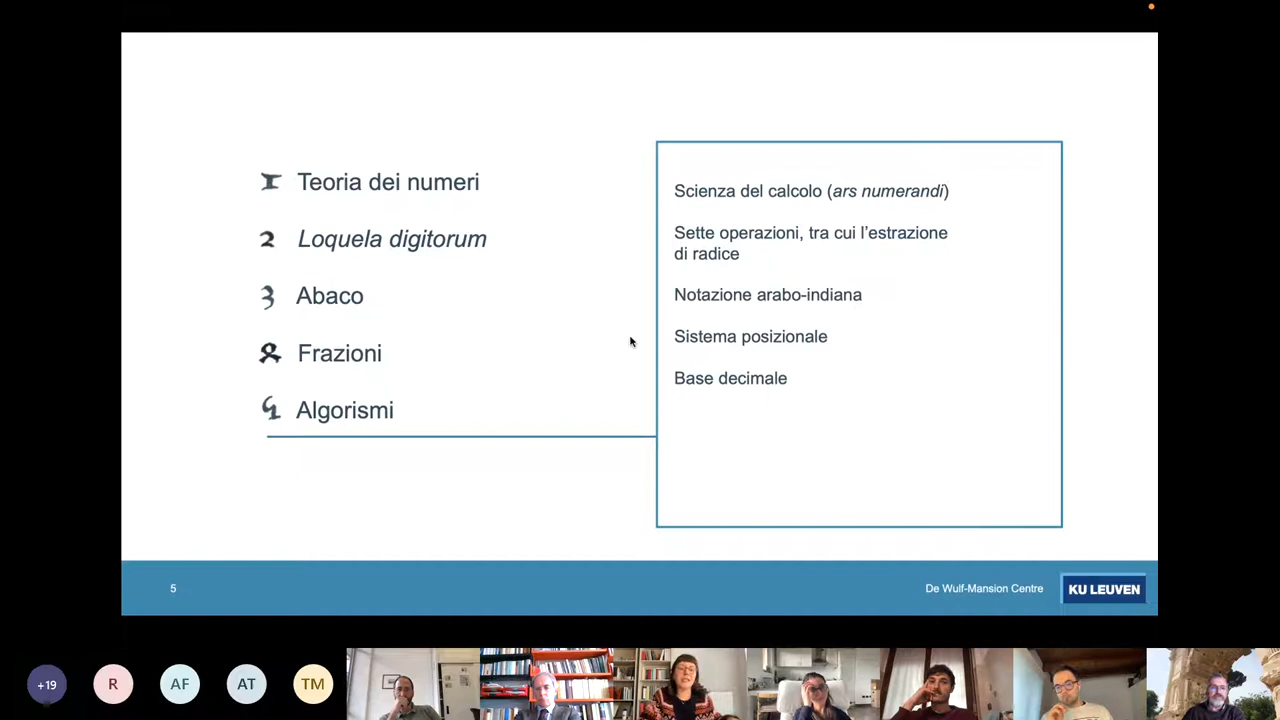 1 Teoria dei numeri
2 Loquela digitorum
3 Abaco
Frazioni
Algorismi
Scienza del calcolo (ars numerandi)
Sette operazioni, tra cui l’estrazione
di radice
Notazione arabo-indiana
Sistema posizionale
Base decimale
5
De Wulf-Mansion Centre
KU LEUVEN
+19
R
AF
AT
TM